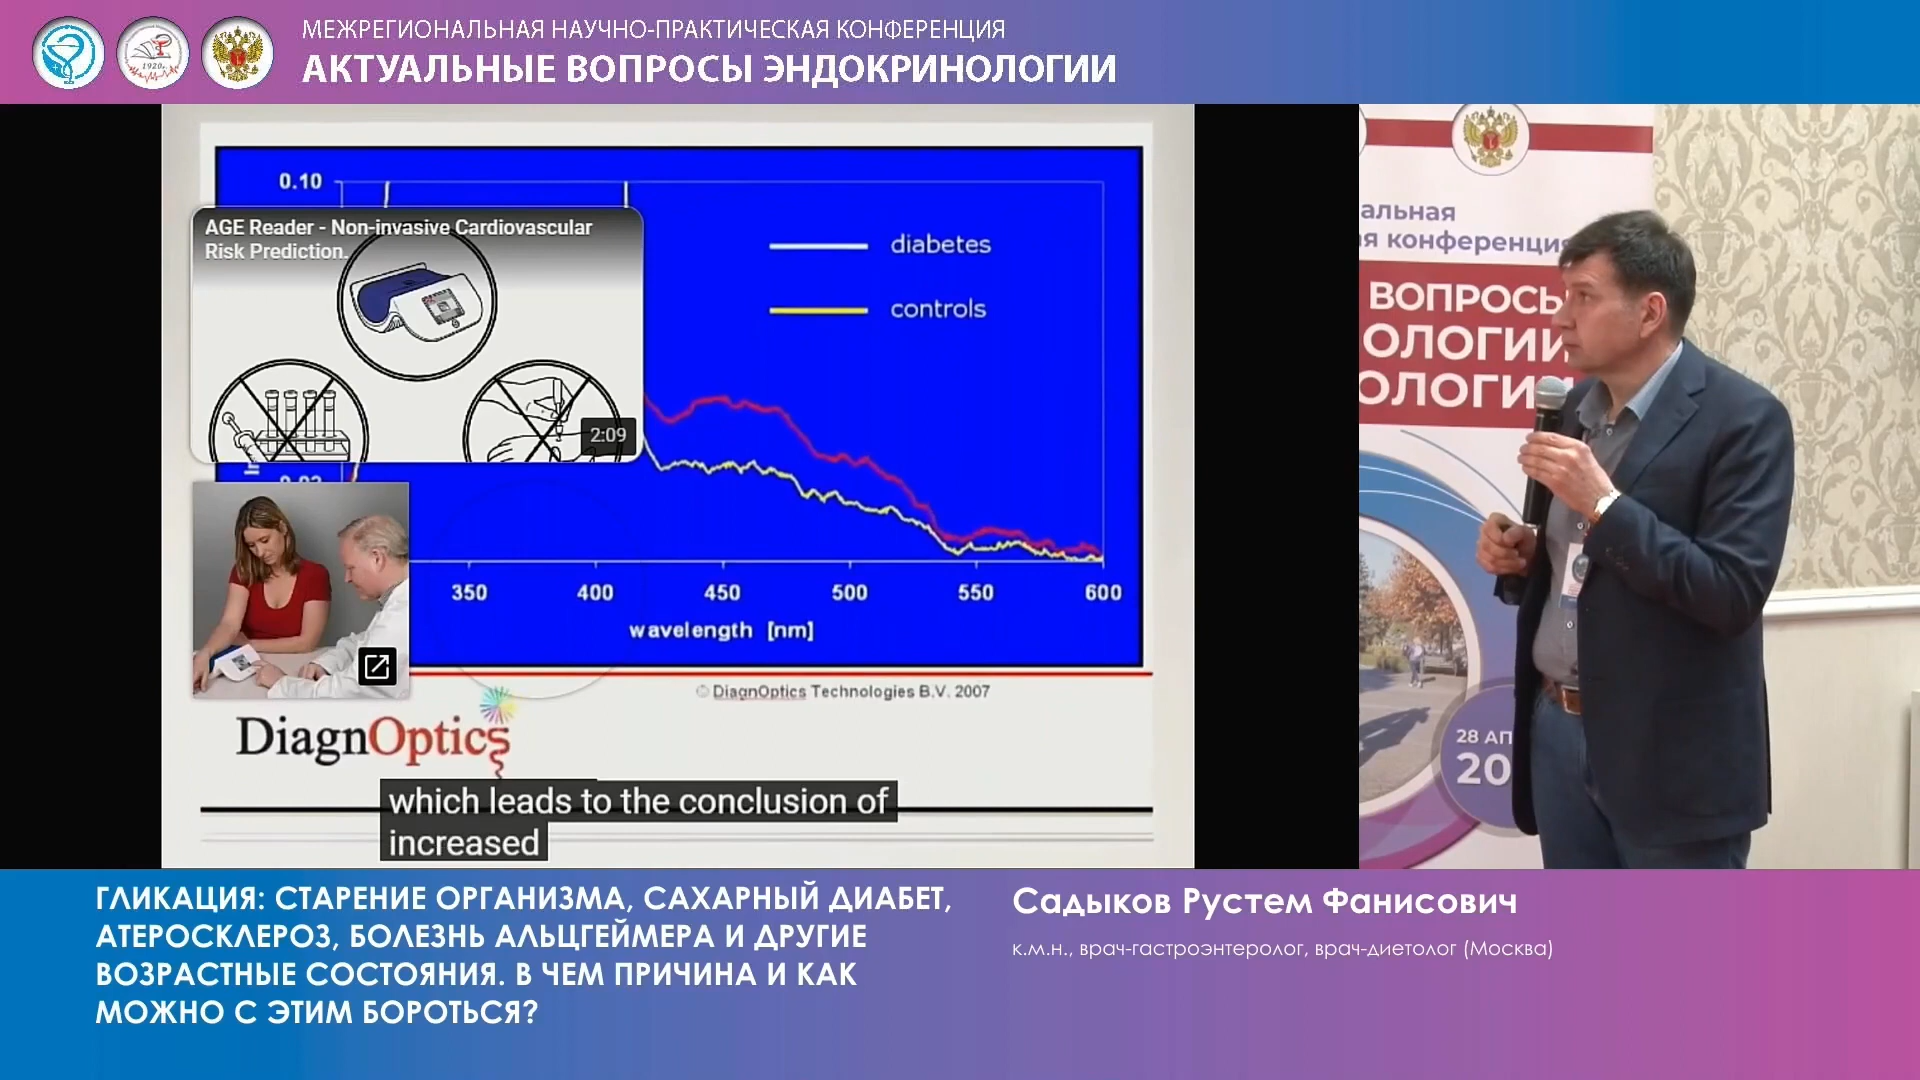 МЕЖРЕГИОНАЛЬНАЯ НАУЧНО-ПРАКТИЧЕСКАЯ КОНФЕРЕНЦИЯ
АКТУАЛЬНЫЕ ВОПРОСЫ ЭНДОКРИНОЛОГИИ
1920г.
0.10
AGE Reader - Non-invasive Cardiovascular
Risk Prediction.
2:09
diabetes
controls
350 400 450 500 550 600
wavelength [nm]
© DiagnOptics Technologies B.V. 2007
DiagnOptics
which leads to the conclusion of
increased
альная
я конференция
ВОПРОСЫ
ОЛОГИИ
ОЛОГИ
28 АП
20
ГЛИКАЦИЯ: СТАРЕНИЕ ОРГАНИЗМА, САХАРНЫЙ ДИАБЕТ,
АТЕРОСКЛЕРОЗ, БОЛЕЗНЬ АЛЬЦГЕЙМЕРА И ДРУГИЕ
ВОЗРАСТНЫЕ СОСТОЯНИЯ. В ЧЕМ ПРИЧИНА И КАК
МОЖНО С ЭТИМ БОРОТЬСЯ?
Садыков Рустем Фанисович
к.м.н., врач-гастроэнтеролог, врач-диетолог (Москва)